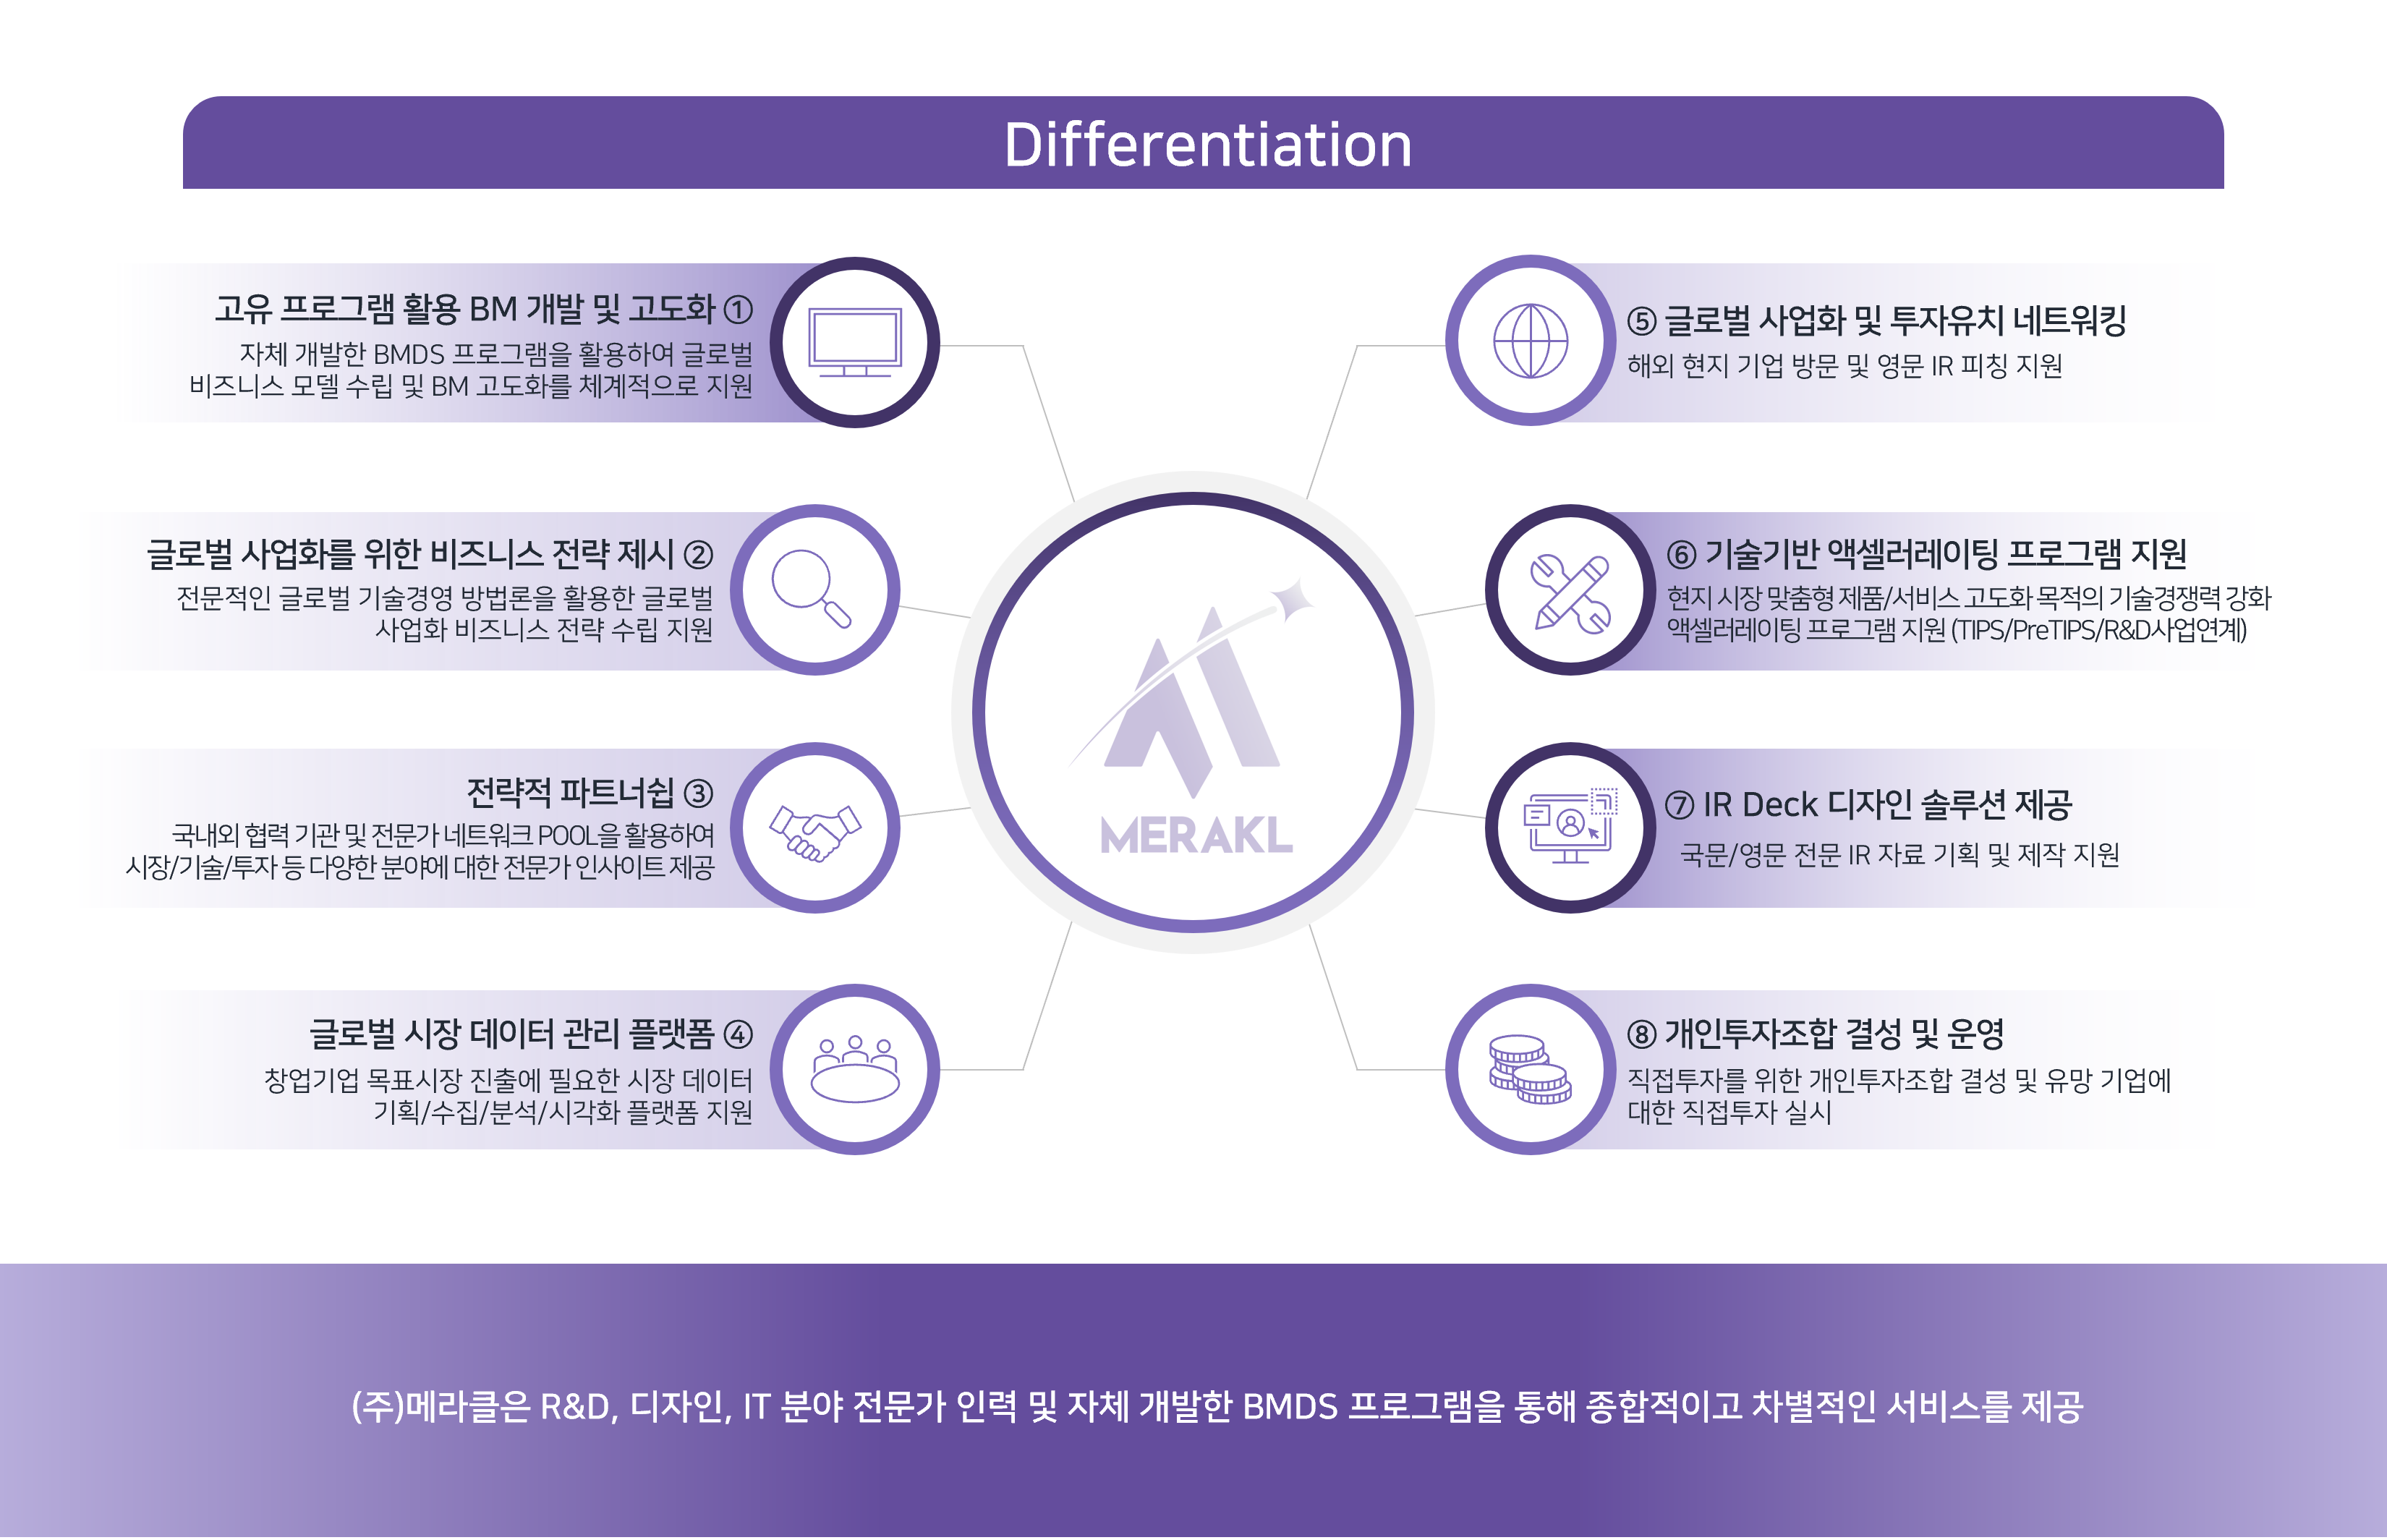 Differentiation
고유 프로그램 활용 BM 개발 및 고도화 ①
자체 개발한 BMDS 프로그램을 활용하여 글로벌
비즈니스 모델 수립 및 BM 고도화를 체계적으로 지원
글로벌 사업화를 위한 비즈니스 전략 제시 ②
전문적인 글로벌 기술경영 방법론을 활용한 글로벌
사업화 비즈니스 전략 수립 지원
전략적 파트너쉽 ③
국내외 협력 기관 및 전문가 네트워크 POOL을 활용하여
시장/기술/투자 등 다양한 분야에 대한 전문가 인사이트 제공
글로벌 시장 데이터 관리 플랫폼 ④
창업기업 목표시장 진출에 필요한 시장 데이터
기획/수집/분석/시각화 플랫폼 지원
MERAKL
⑤ 글로벌 사업화 및 투자유치 네트워킹
해외 현지 기업 방문 및 영문 IR 피칭 지원
⑥ 기술기반 액셀러레이팅 프로그램 지원
현지 시장 맞춤형 제품/서비스 고도화 목적의 기술경쟁력 강화
액셀러레이팅 프로그램 지원 (TIPS/PreTIPS/R&D사업연계)
⑦ IR Deck 디자인 솔루션 제공
국문/영문 전문 IR 자료 기획 및 제작 지원
⑧ 개인투자조합 결성 및 운영
직접투자를 위한 개인투자조합 결성 및 유망 기업에
대한 직접투자 실시
(주)메라클은 R&D, 디자인, IT 분야 전문가 인력 및 자체 개발한 BMDS 프로그램을 통해 종합적이고 차별적인 서비스를 제공